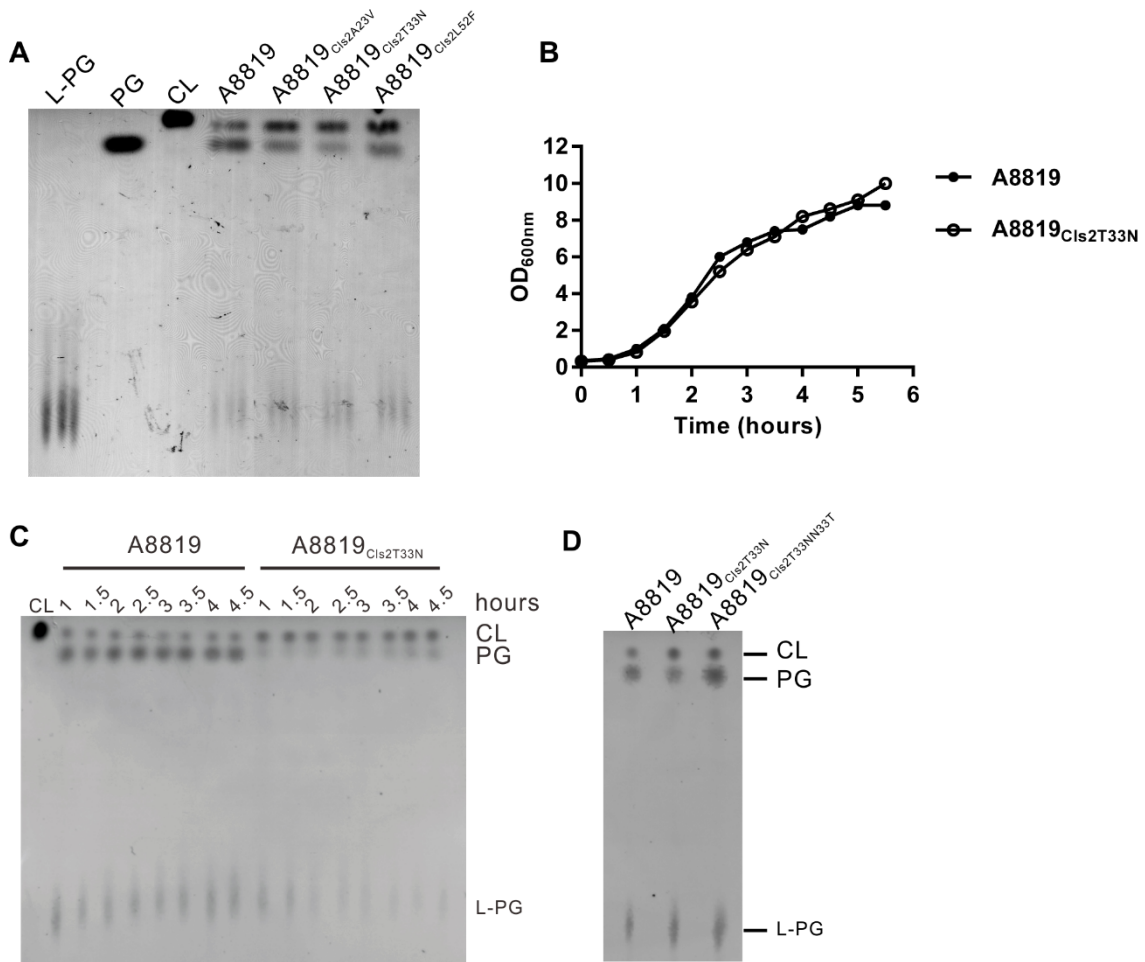 A
L-PG
PG
CL
A8819
A8819Cls2A23V
A8819Cls2T33N
A8819Cls2L52F
B
12
10
8
6
4
2
0
OD600nm
0 1 2 3 4 5 6
Time (hours)
A8819
A8819Cls2T33N
C
A8819 A8819Cls2T33N
CL 1 1.5 2 2.5 3 3.5 4 4.5 1 1.5 2 2.5 3 3.5 4 4.5 hours
CL
PG
L-PG
D
A8819
A8819Cls2T33N
A8819Cls2T33NN33T
CL
PG
L-PG